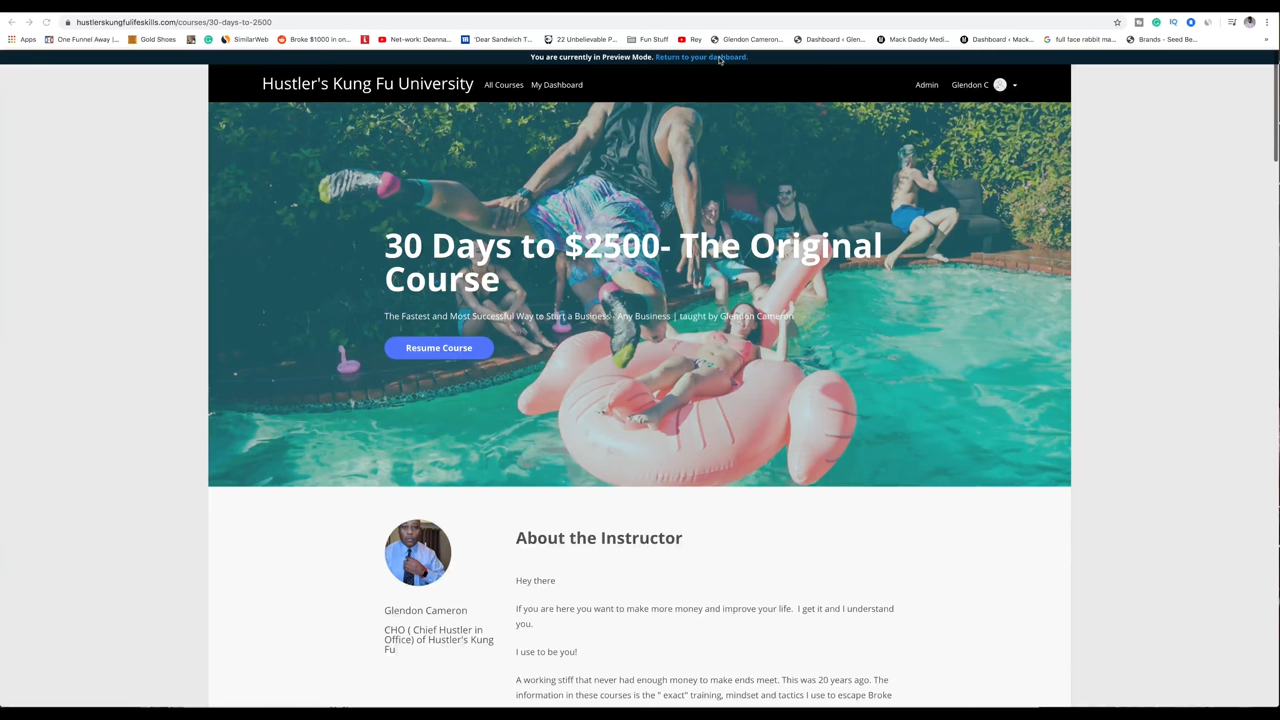 hustlerskungfulifeskills.com/courses/30-days-to-2500
Apps One Funnel Away |... Gold Shoes SimilarWeb Broke $1000 in on... Net-work: Deanna... 'Dear Sandwich T... 22 Unbelievable P... Fun Stuff Rey Glendon Cameron... Dashboard ‹ Glen... Mack Daddy Medi... Dashboard ‹ Mack... full face rabbit ma... Brands - Seed Be... »
You are currently in Preview Mode. Return to your dashboard.
Hustler's Kung Fu University All Courses My Dashboard Admin Glendon C
30 Days to $2500- The Original
Course
The Fastest and Most Successful Way to Start a Business - Any Business | taught by Glendon Cameron
Resume Course
About the Instructor
Hey there
Glendon Cameron
If you are here you want to make more money and improve your life. I get it and I understand
you.
CHO ( Chief Hustler in
Office) of Hustler's Kung
Fu
I use to be you!
A working stiff that never had enough money to make ends meet. This was 20 years ago. The
information in these courses is the " exact" training, mindset and tactics I use to escape Broke